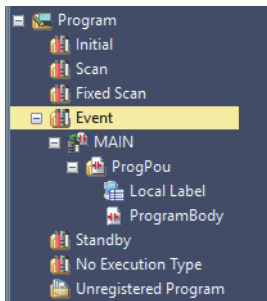 Program
Initial
Scan
Fixed Scan
Event
MAIN
ProgPou
Local Label
ProgramBody
Standby
No Execution Type
Unregistered Program